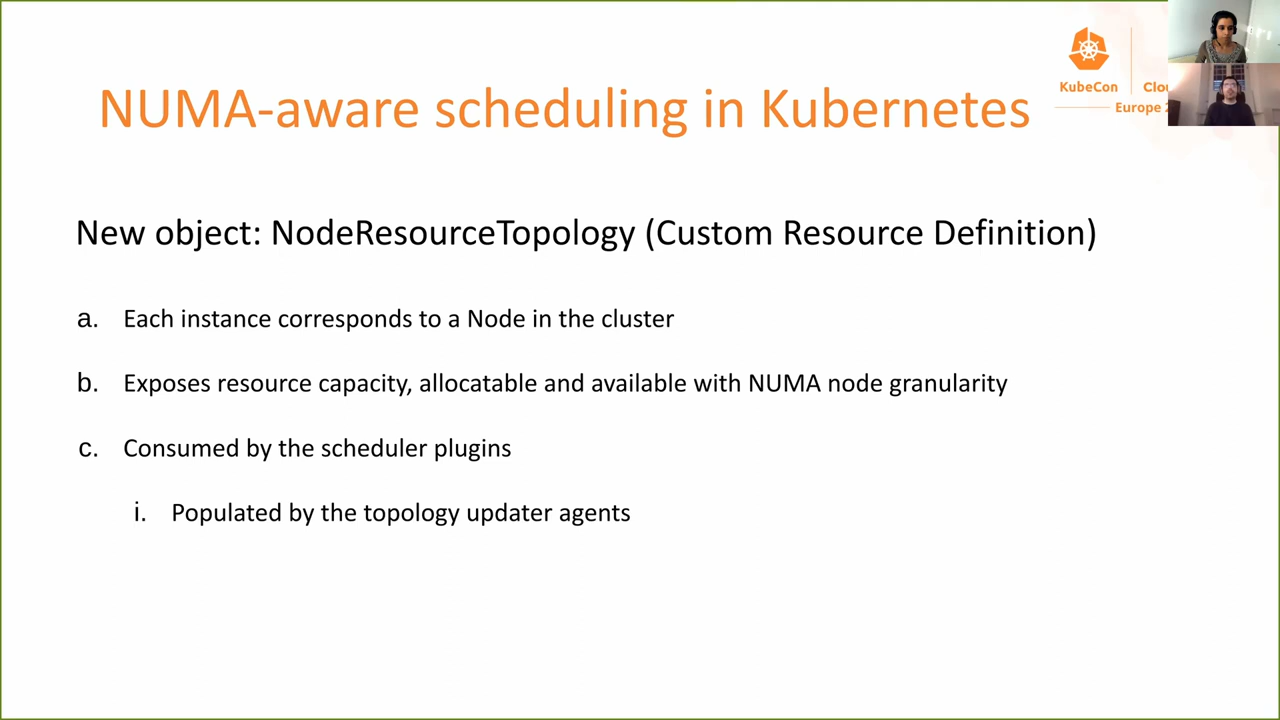 NUMA-aware scheduling in Kubernetes
KubeCon
Europe
New object: NodeResourceTopology (Custom Resource Definition)
a. Each instance corresponds to a Node in the cluster
b. Exposes resource capacity, allocatable and available with NUMA node granularity
c. Consumed by the scheduler plugins
i. Populated by the topology updater agents